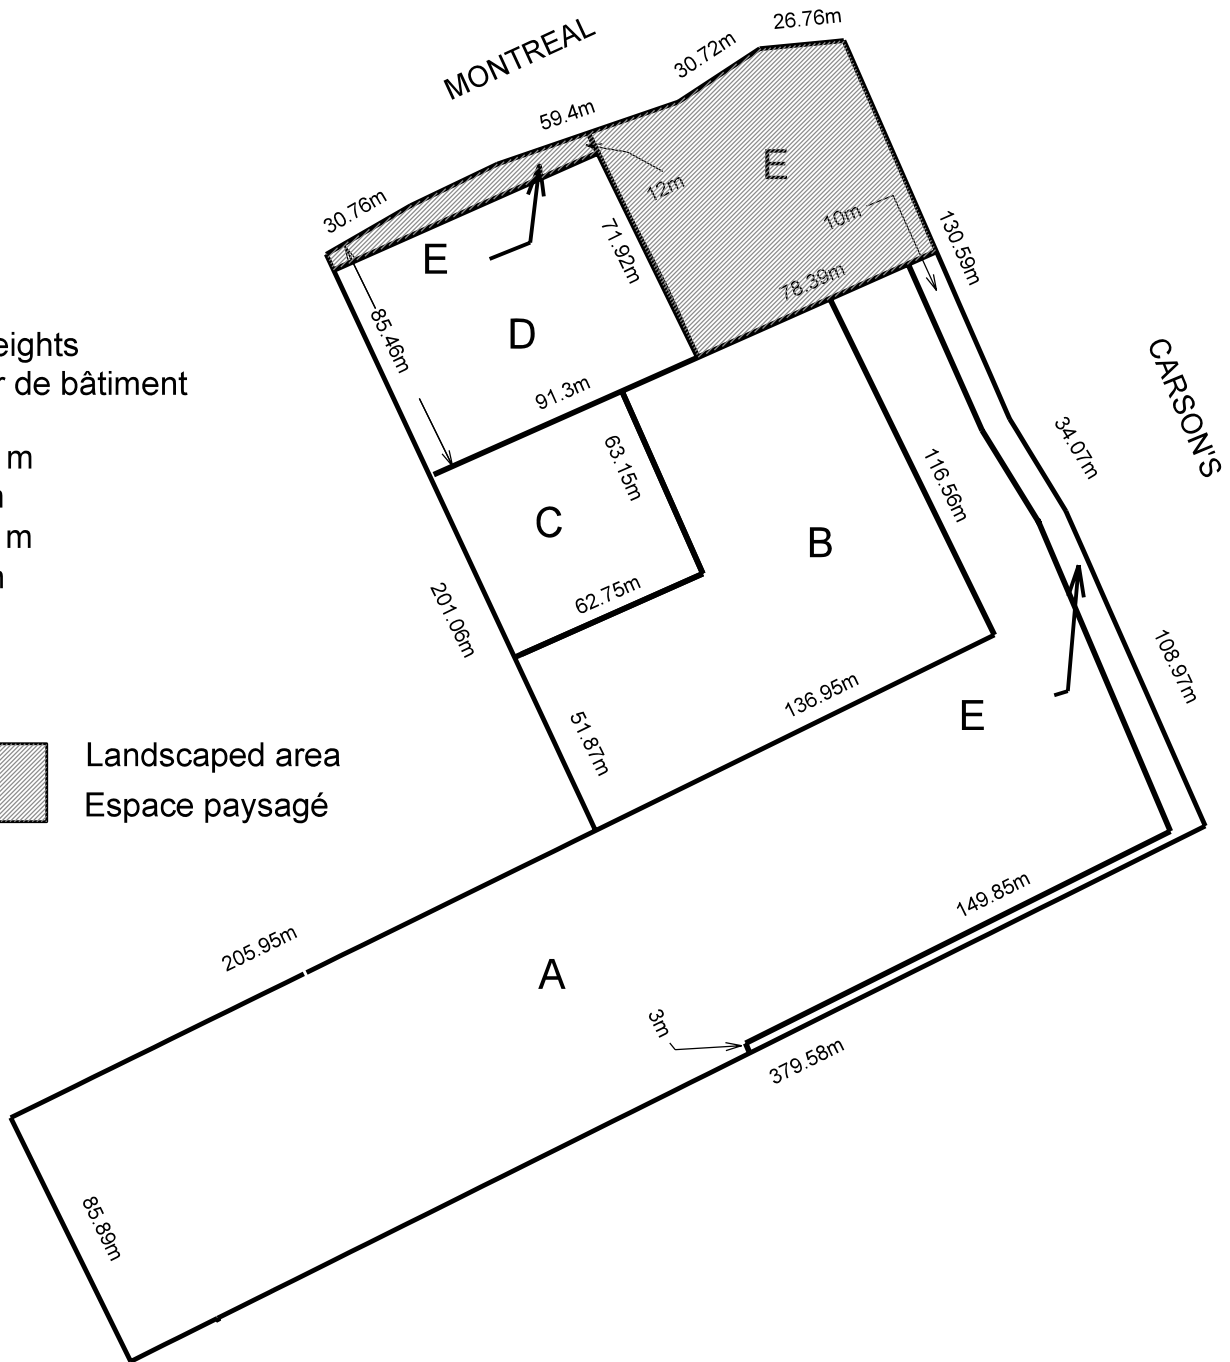 26.76m
MONTREAL
30.72m
59.4m
E
12m
30.76m
10m
130.59m
71.92m
E
78.39m
85.46m
D
eights
r de bâtiment
CARSON'S
91.3m
34.07m
63.15m
m
116.56m
C
B
m
62.75m
201.06m
108.97m
136.95m
E
51.87m
Landscaped area
Espace paysagé
149.85m
205.95m
A
3m
379.58m
85.89m